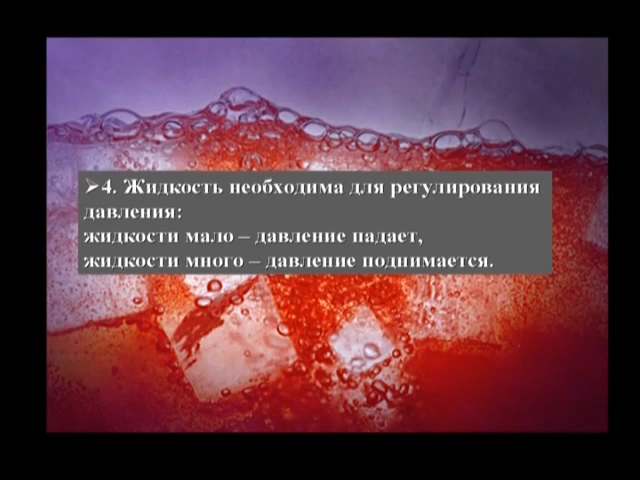 ➢4. Жидкость необходима для регулирования
давления:
жидкости мало – давление падает,
жидкости много – давление поднимается.